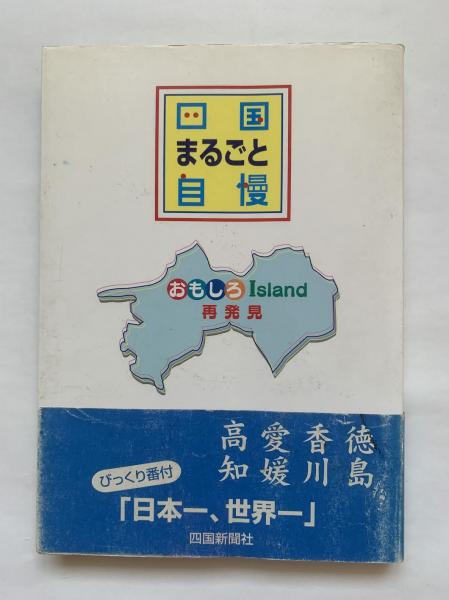 四国
まるごと
自慢
おもしろIsland
再発見
徳島
香川
愛媛
高知
びっくり番付
「日本一、世界一」
四国新聞社